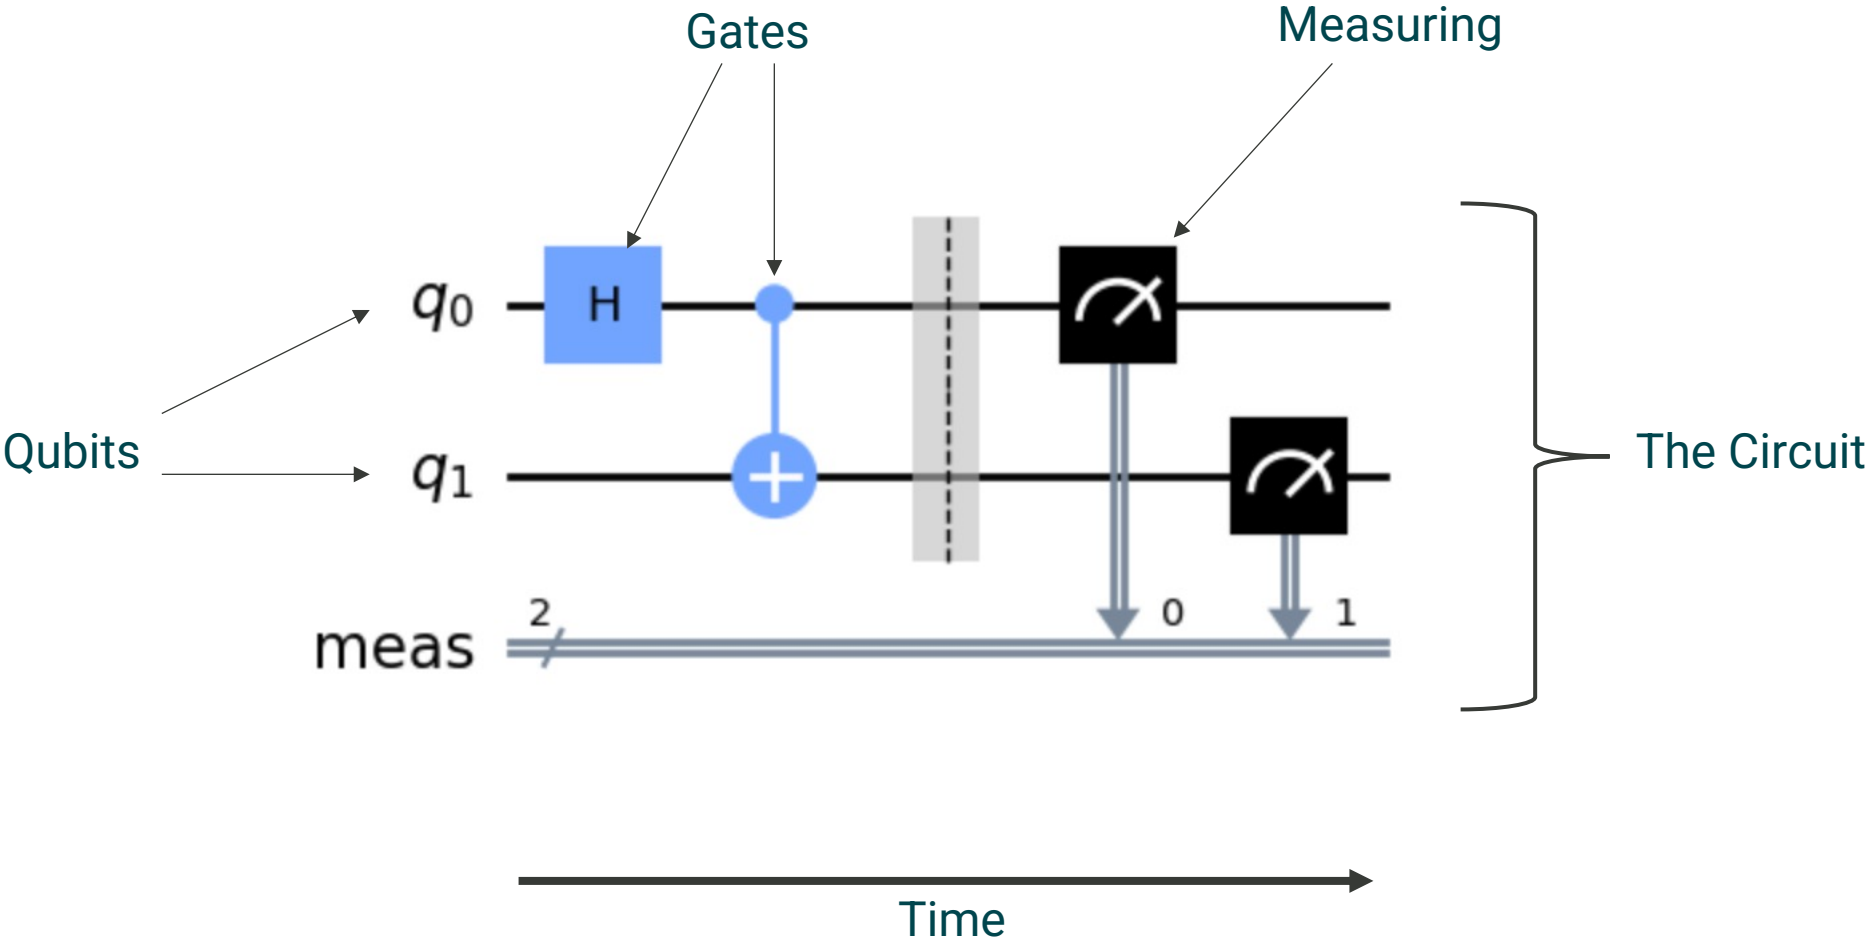 Gates
Measuring
H
q0
Qubits
q1
The Circuit
2
0
1
meas
Time